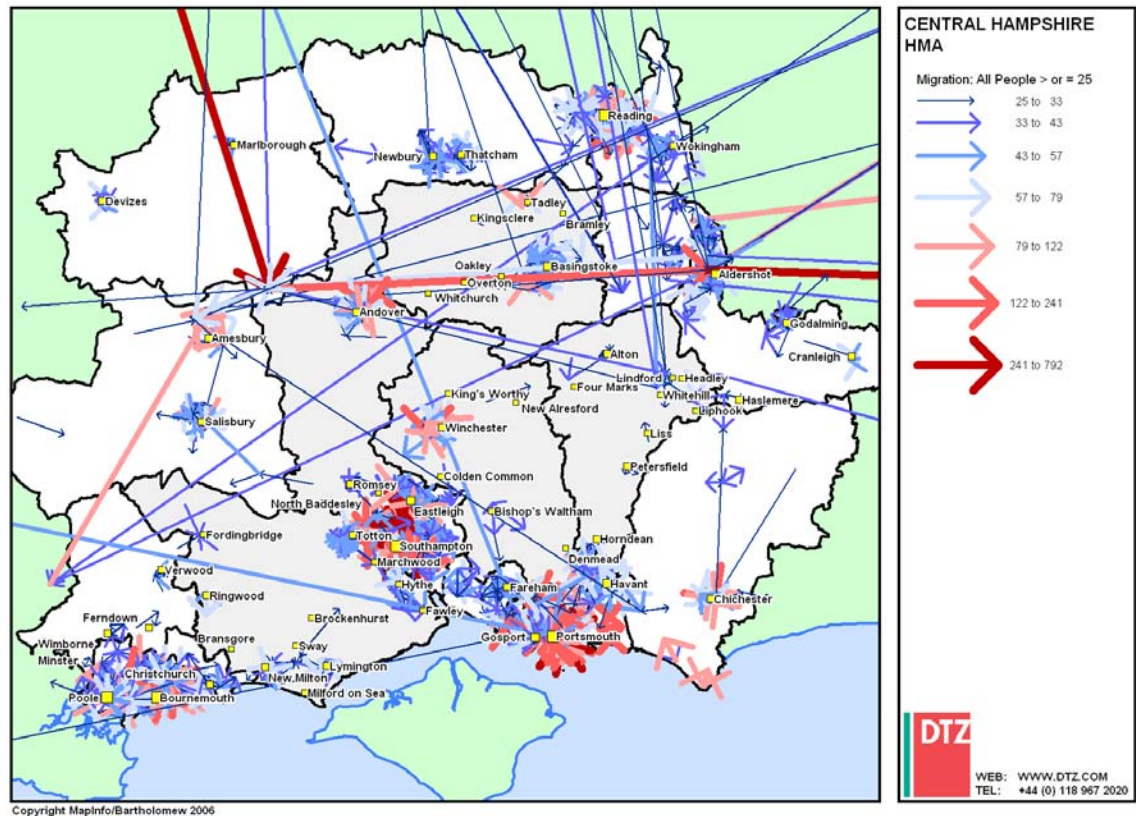 CENTRAL HAMPSHIRE
HMA
Migration: All People > or = 25
25 to 33
33 to 43
43 to 57
57 to 79
79 to 122
122 to 241
241 to 792
Reading
Marlborough
Wokingham
Newbury
Thatcham
Devizes
Tadley
Kingsclere
Bramley
Oakley
Basingstoke
Aldershot
Overton
Whitchurch
Andover
Godalming
Amesbury
Cranleigh
Alton
Lindford
Headley
Four Marks
King's Worthy
Whitehill
Haslemere
New Alresford
Liphook
Salisbury
Winchester
Liss
Petersfield
Colden Common
Romsey
North Baddesley
Eastleigh
Bishop's Waltham
Fordingbridge
Totton
Southampton
Horndean
Denmead
Marchwood
Verwood
Hythe
Fareham
Havant
Ringwood
Chichester
Fawley
Ferndown
Brockenhurst
Wimborne
Minster
Bransgore
Sway
Gosport
Portsmouth
Christchurch
New Milton
Lymington
Poole
Bournemouth
Milford on Sea
DTZ
WEB: WWW.DTZ.COM
TEL: +44 (0) 118 967 2020
Copyright MapInfo/Bartholomew 2006